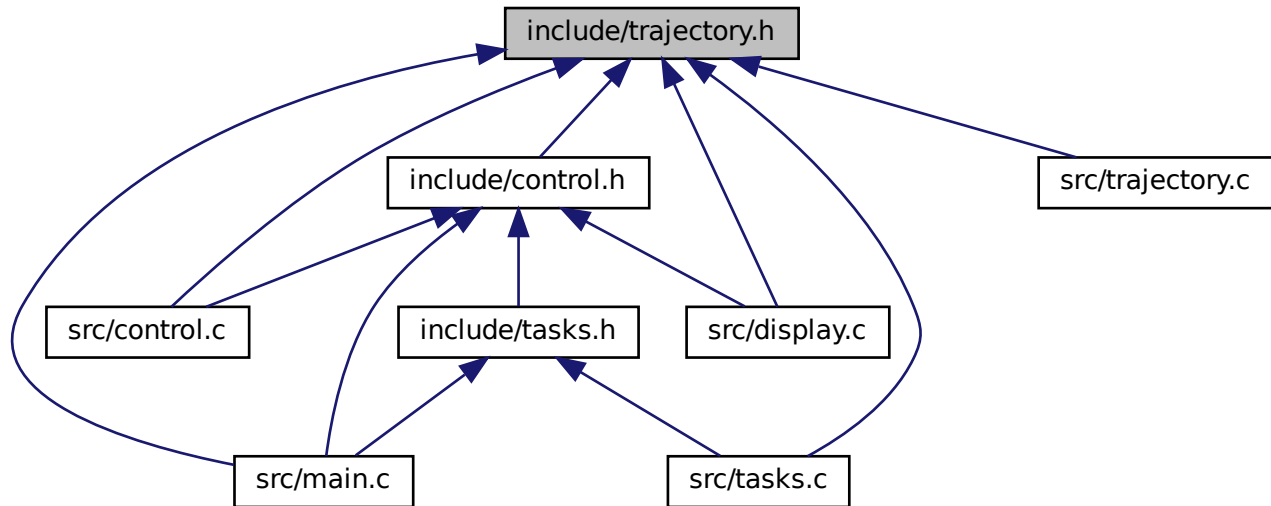 include/trajectory.h
include/control.h
src/trajectory.c
src/control.c
include/tasks.h
src/display.c
src/main.c
src/tasks.c